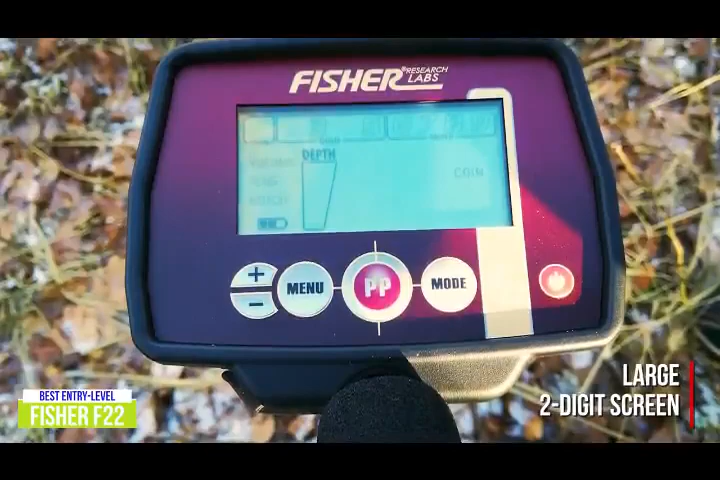 FISHER® RESEARCH
LABS
DEPTH
COIN
+
−
MENU
PP
MODE
LARGE
2-DIGIT SCREEN
BEST ENTRY-LEVEL
FISHER F22